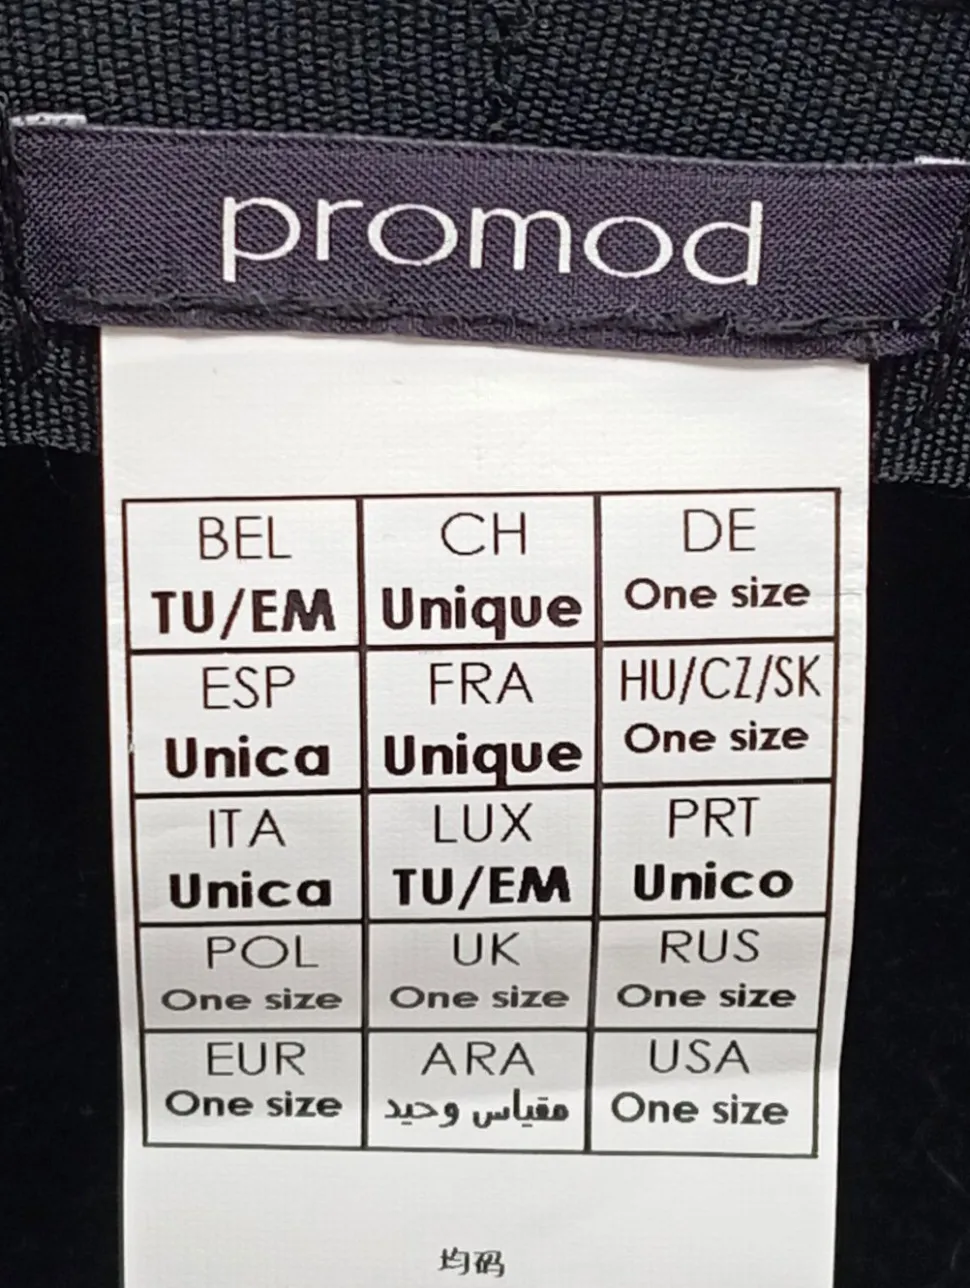 promod
BEL CH DE
TU/EM Unique One size
ESP FRA HU/CZ/SK
Unica Unique One size
ITA LUX PRT
Unica TU/EM Unico
POL UK RUS
One size One size One size
EUR ARA USA
One size مقياس وحيد One size
均码